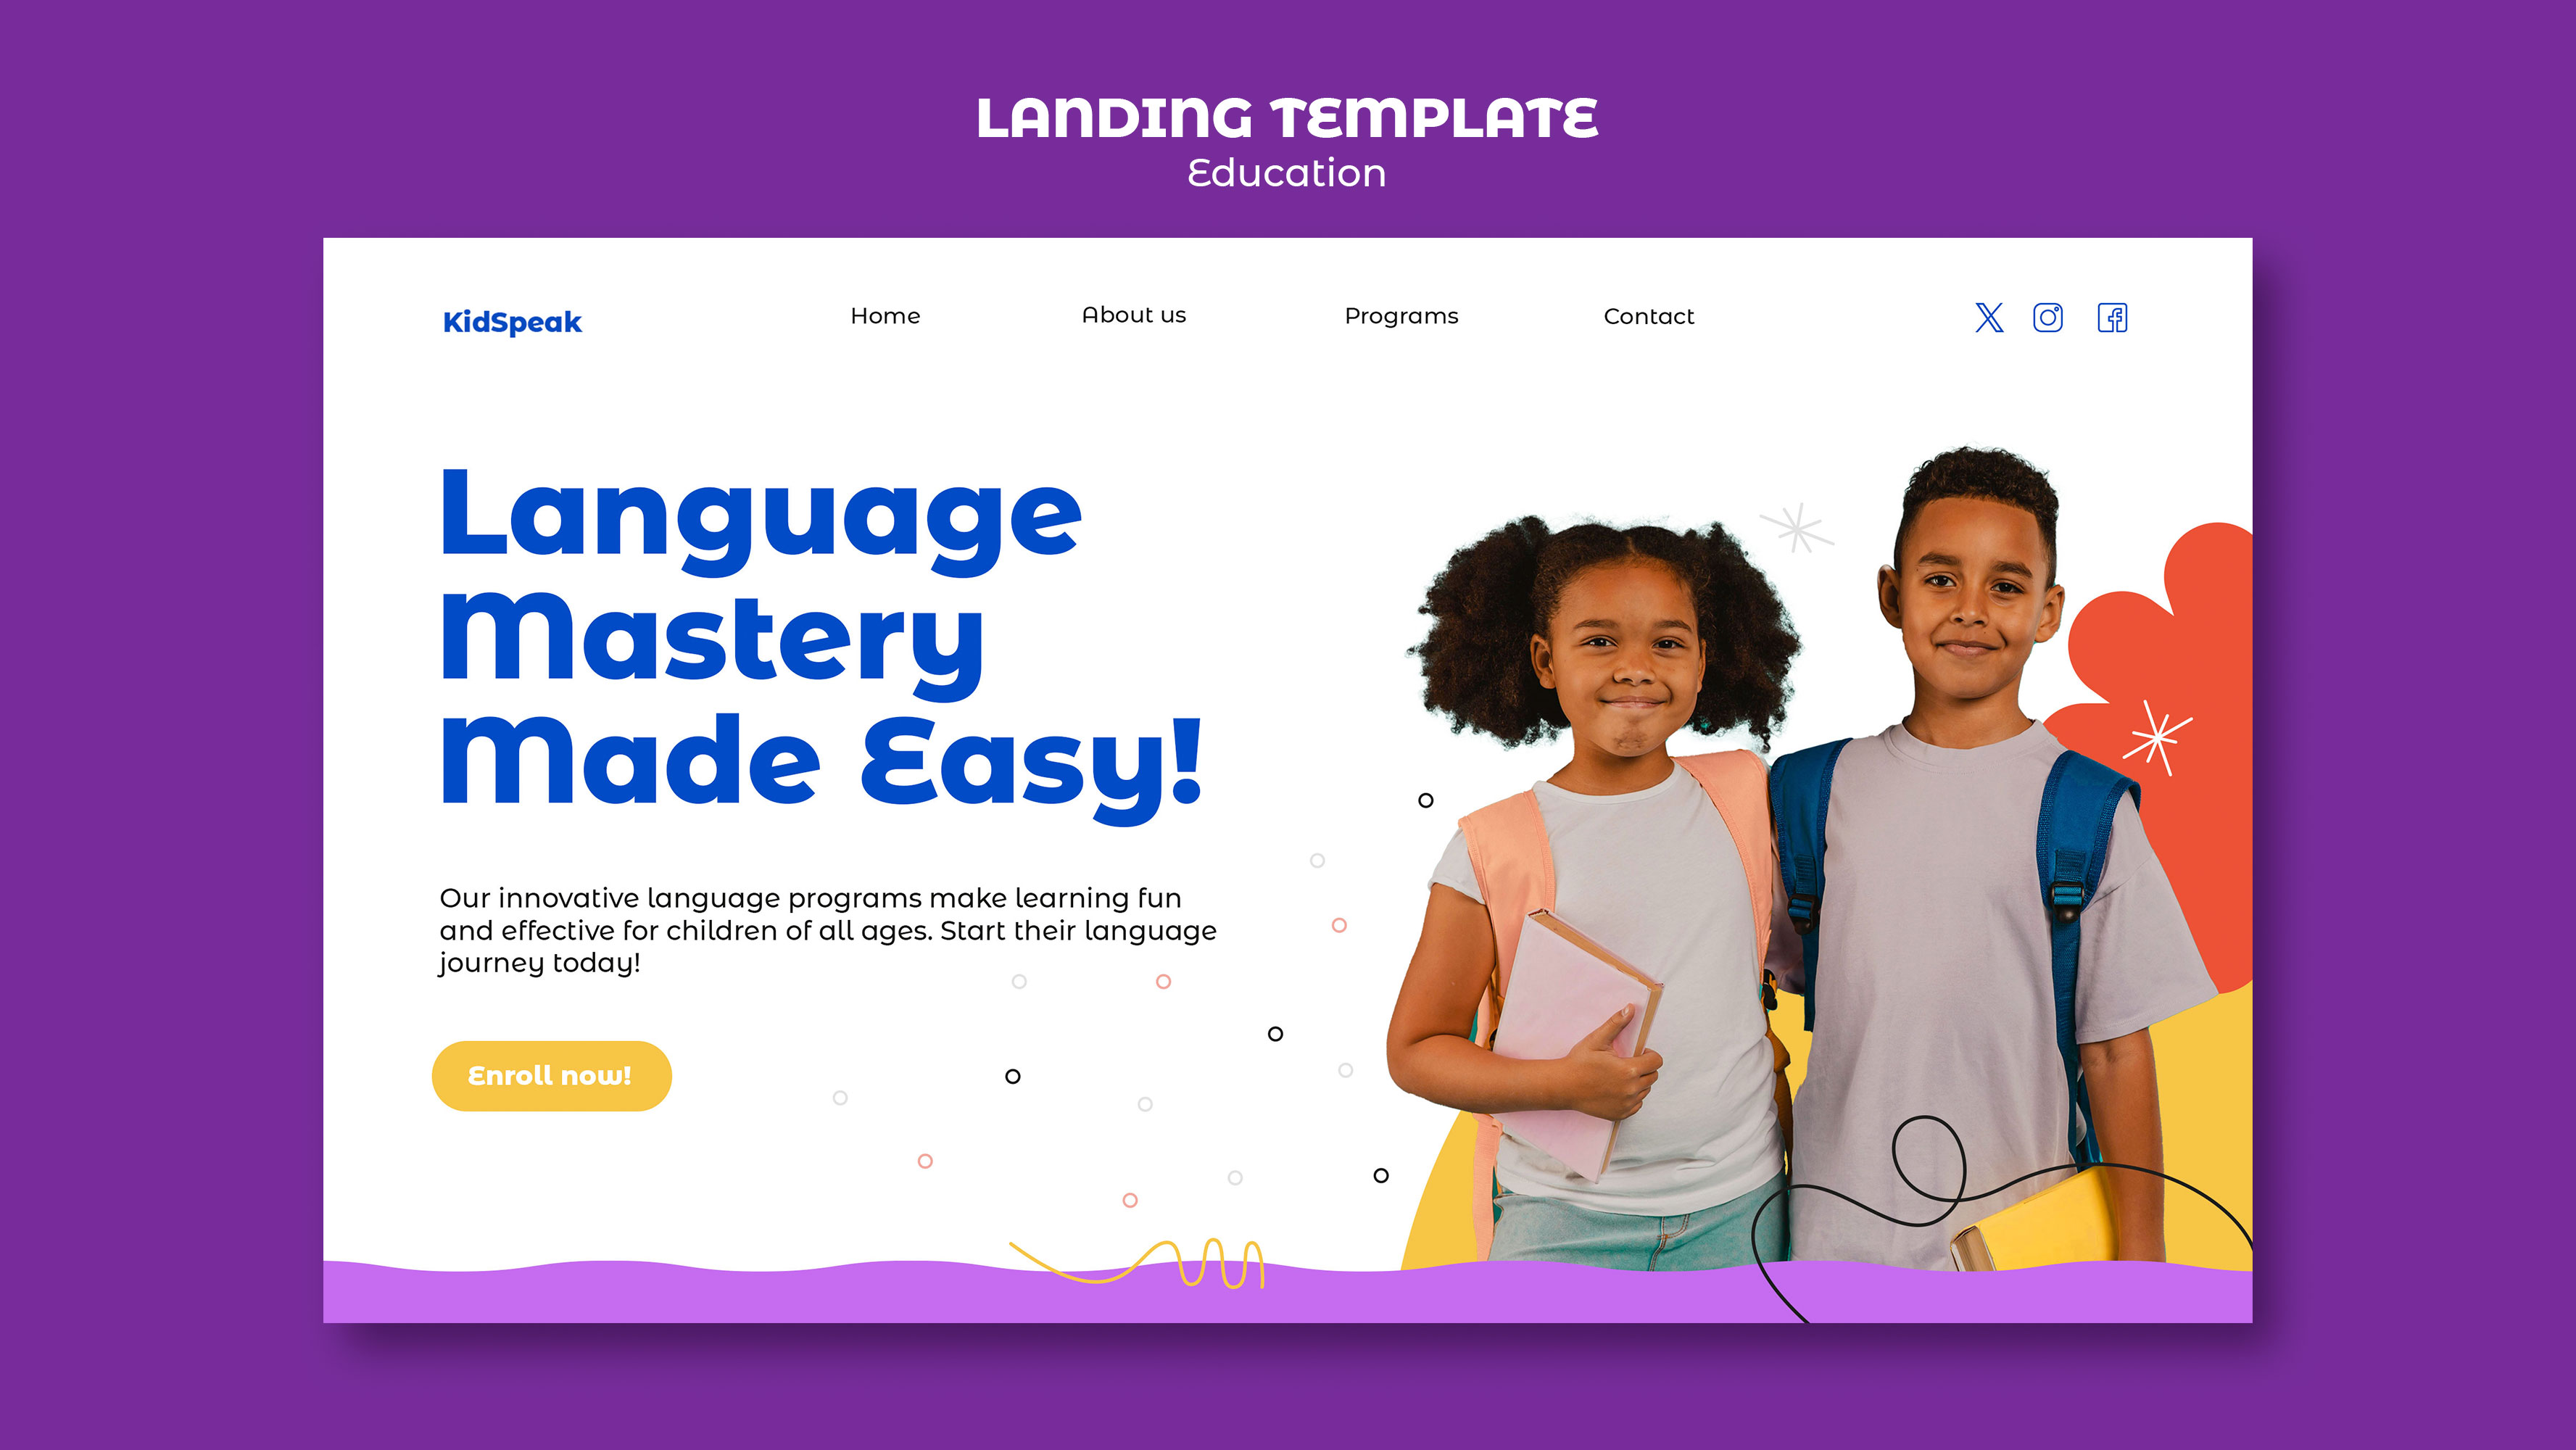 LANDING TEMPLATE
Education
KidSpeak
Home
About us
Programs
Contact
Language
Mastery
Made Easy!
Our innovative language programs make learning fun
and effective for children of all ages. Start their language
journey today!
Enroll now!